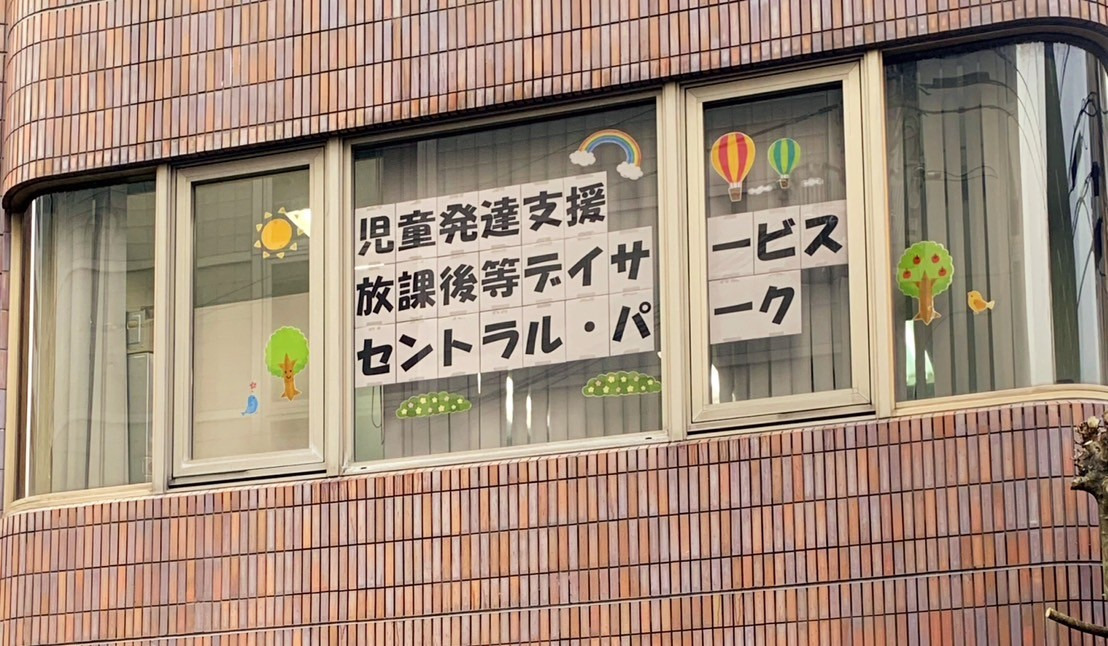 児童発達支援
放課後等デイサービス
セントラル・パーク